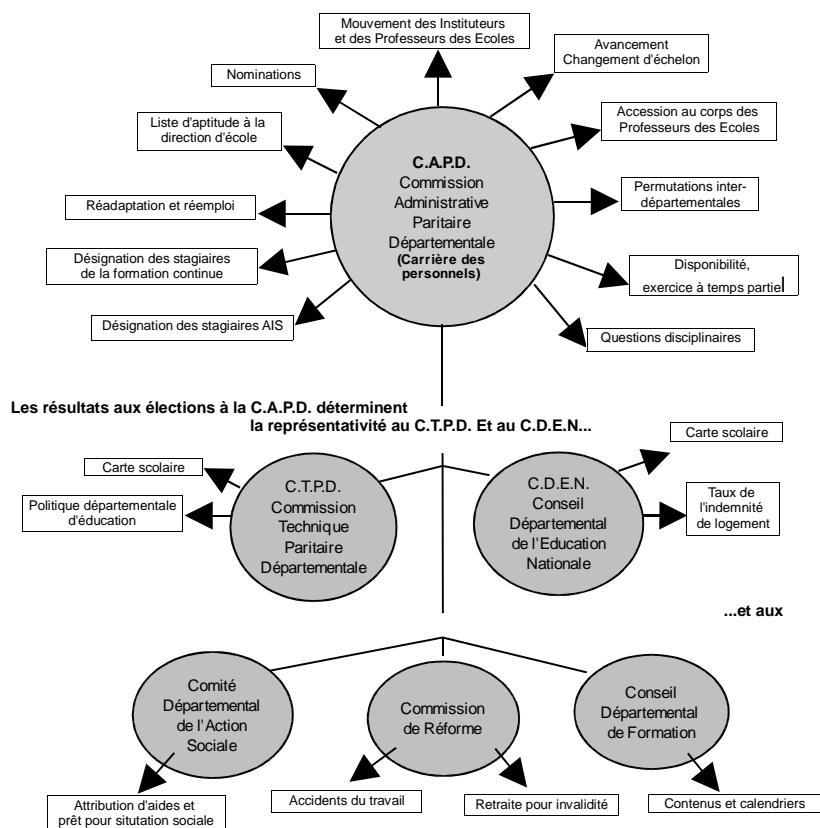 Mouvement des Instituteurs
et des Professeurs des Ecoles
Avancement
Changement d'échelon
Nominations
Liste d'aptitude à la
direction d'école
Accession au corps des
Professeurs des Ecoles
C.A.P.D.
Commission
Administrative
Paritaire
Départementale
(Carrière des
personnels)
Réadaptation et réemploi
Permutations inter-
départementales
Désignation des stagiaires
de la formation continue
Disponibilité,
exercice à temps partiel
Désignation des stagiaires AIS
Questions disciplinaires
Les résultats aux élections à la C.A.P.D. déterminent
la représentativité au C.T.P.D. Et au C.D.E.N...
Carte scolaire
Politique départementale
d'éducation
C.T.P.D.
Commission
Technique
Paritaire
Départementale
C.D.E.N.
Conseil
Départemental
de l'Education
Nationale
Carte scolaire
Taux de
l'indemnité
de logement
...et aux
Comité
Départemental
de l'Action
Sociale
Commission
de Réforme
Conseil
Départemental
de Formation
Attribution d'aides et
prêt pour situtation sociale
Accidents du travail
Retraite pour invalidité
Contenus et calendriers